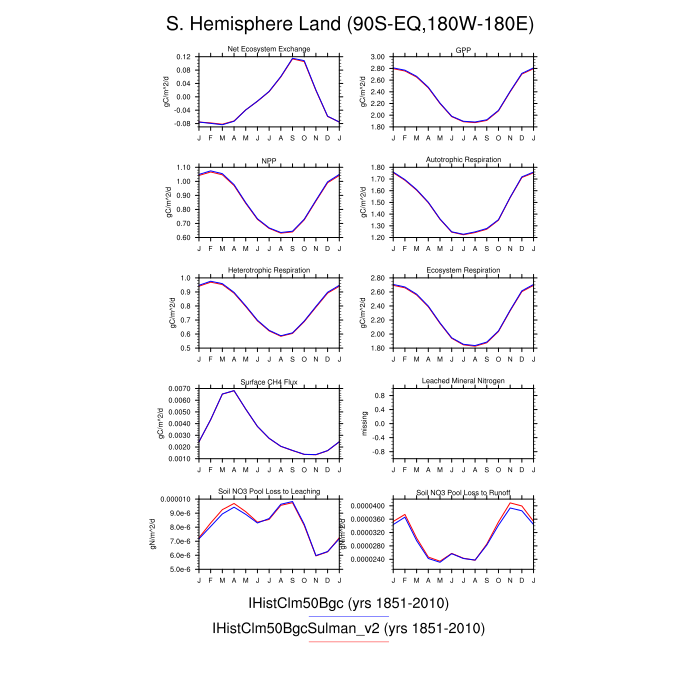 S. Hemisphere Land (90S-EQ,180W-180E)
Net Ecosystem Exchange
gC/m^2/d
0.12
0.08
0.04
0.00
-0.04
-0.08
J F M A M J J A S O N D J
GPP
gC/m^2/d
3.00
2.80
2.60
2.40
2.20
2.00
1.80
J F M A M J J A S O N D J
NPP
gC/m^2/d
1.10
1.00
0.90
0.80
0.70
0.60
J F M A M J J A S O N D J
Autotrophic Respiration
gC/m^2/d
1.80
1.70
1.60
1.50
1.40
1.30
1.20
J F M A M J J A S O N D J
Heterotrophic Respiration
gC/m^2/d
1.0
0.9
0.8
0.7
0.6
0.5
J F M A M J J A S O N D J
Ecosystem Respiration
gC/m^2/d
2.80
2.60
2.40
2.20
2.00
1.80
J F M A M J J A S O N D J
Surface CH4 Flux
gC/m^2/d
0.0070
0.0060
0.0050
0.0040
0.0030
0.0020
0.0010
J F M A M J J A S O N D J
Leached Mineral Nitrogen
missing
0.8
0.4
-0.0
-0.4
-0.8
J F M A M J J A S O N D J
Soil NO3 Pool Loss to Leaching
gN/m^2/d
0.000010
9.0e-6
8.0e-6
7.0e-6
6.0e-6
5.0e-6
J F M A M J J A S O N D J
Soil NO3 Pool Loss to Runoff
gN/m^2/d
0.0000400
0.0000360
0.0000320
0.0000280
0.0000240
J F M A M J J A S O N D J
IHistClm50Bgc (yrs 1851-2010)
IHistClm50BgcSulman_v2 (yrs 1851-2010)